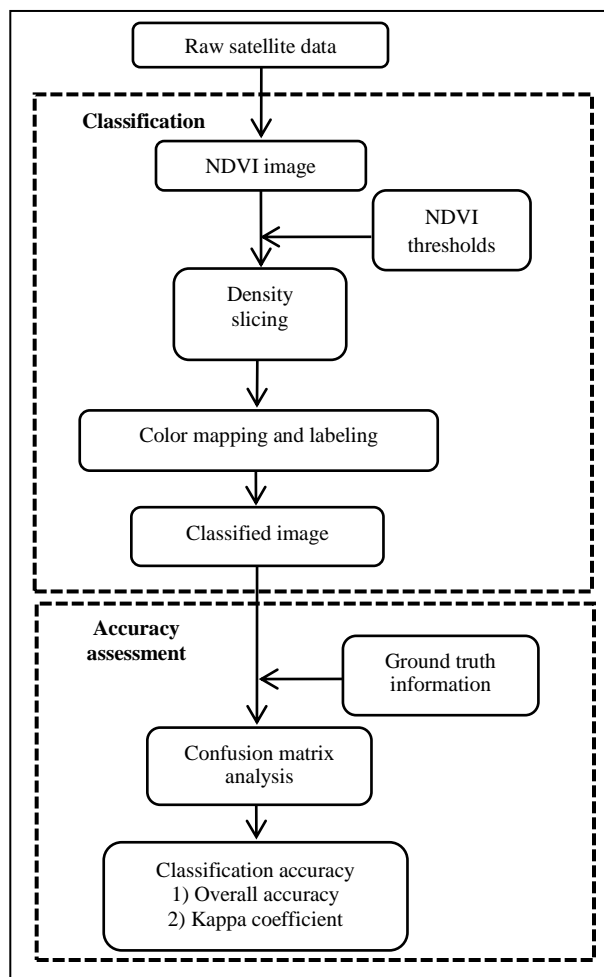 Raw satellite data
Classification
NDVI image
NDVI
thresholds
Density
slicing
Color mapping and labeling
Classified image
Accuracy
assessment
Ground truth
information
Confusion matrix
analysis
Classification accuracy
1) Overall accuracy
2) Kappa coefficient